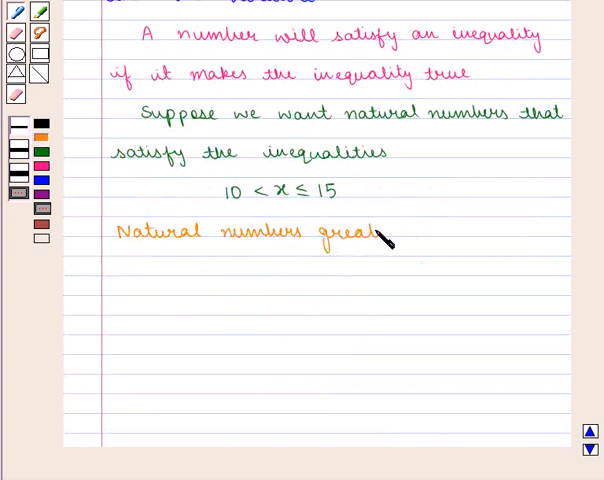 A number will satisfy an inequality
if it makes the inequality true
Suppose we want natural numbers that
satisfy the inequalities
10 < x ≤ 15
Natural numbers great